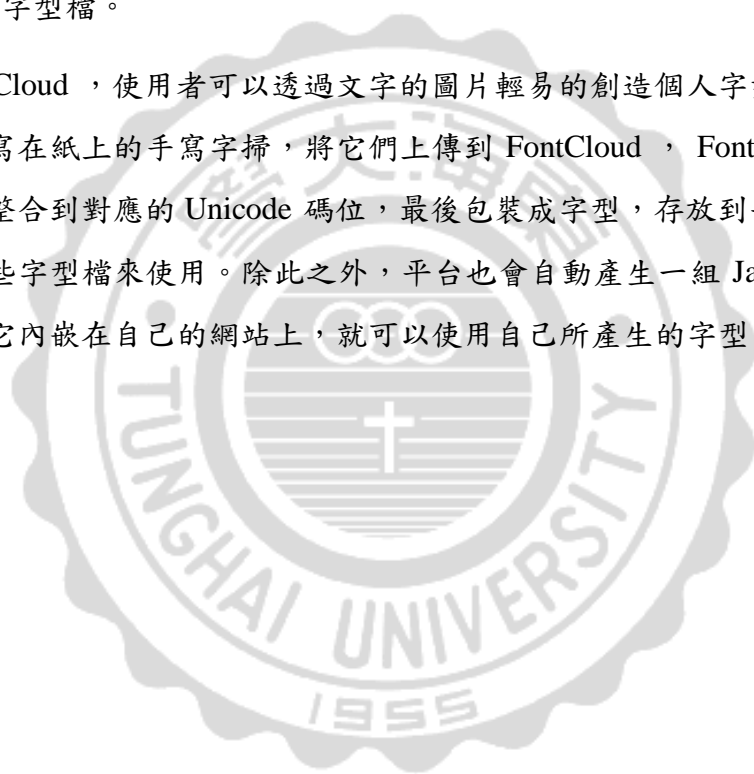 字型檔。
Cloud ，使用者可以透過文字的圖片輕易的創造個人字
寫在紙上的手寫字掃，將它們上傳到 FontCloud ， Font
整合到對應的 Unicode 碼位，最後包裝成字型，存放到
些字型檔來使用。除此之外，平台也會自動產生一組 Ja
它內嵌在自己的網站上，就可以使用自己所產生的字型
TUNGHAI UNIVERSITY
1955